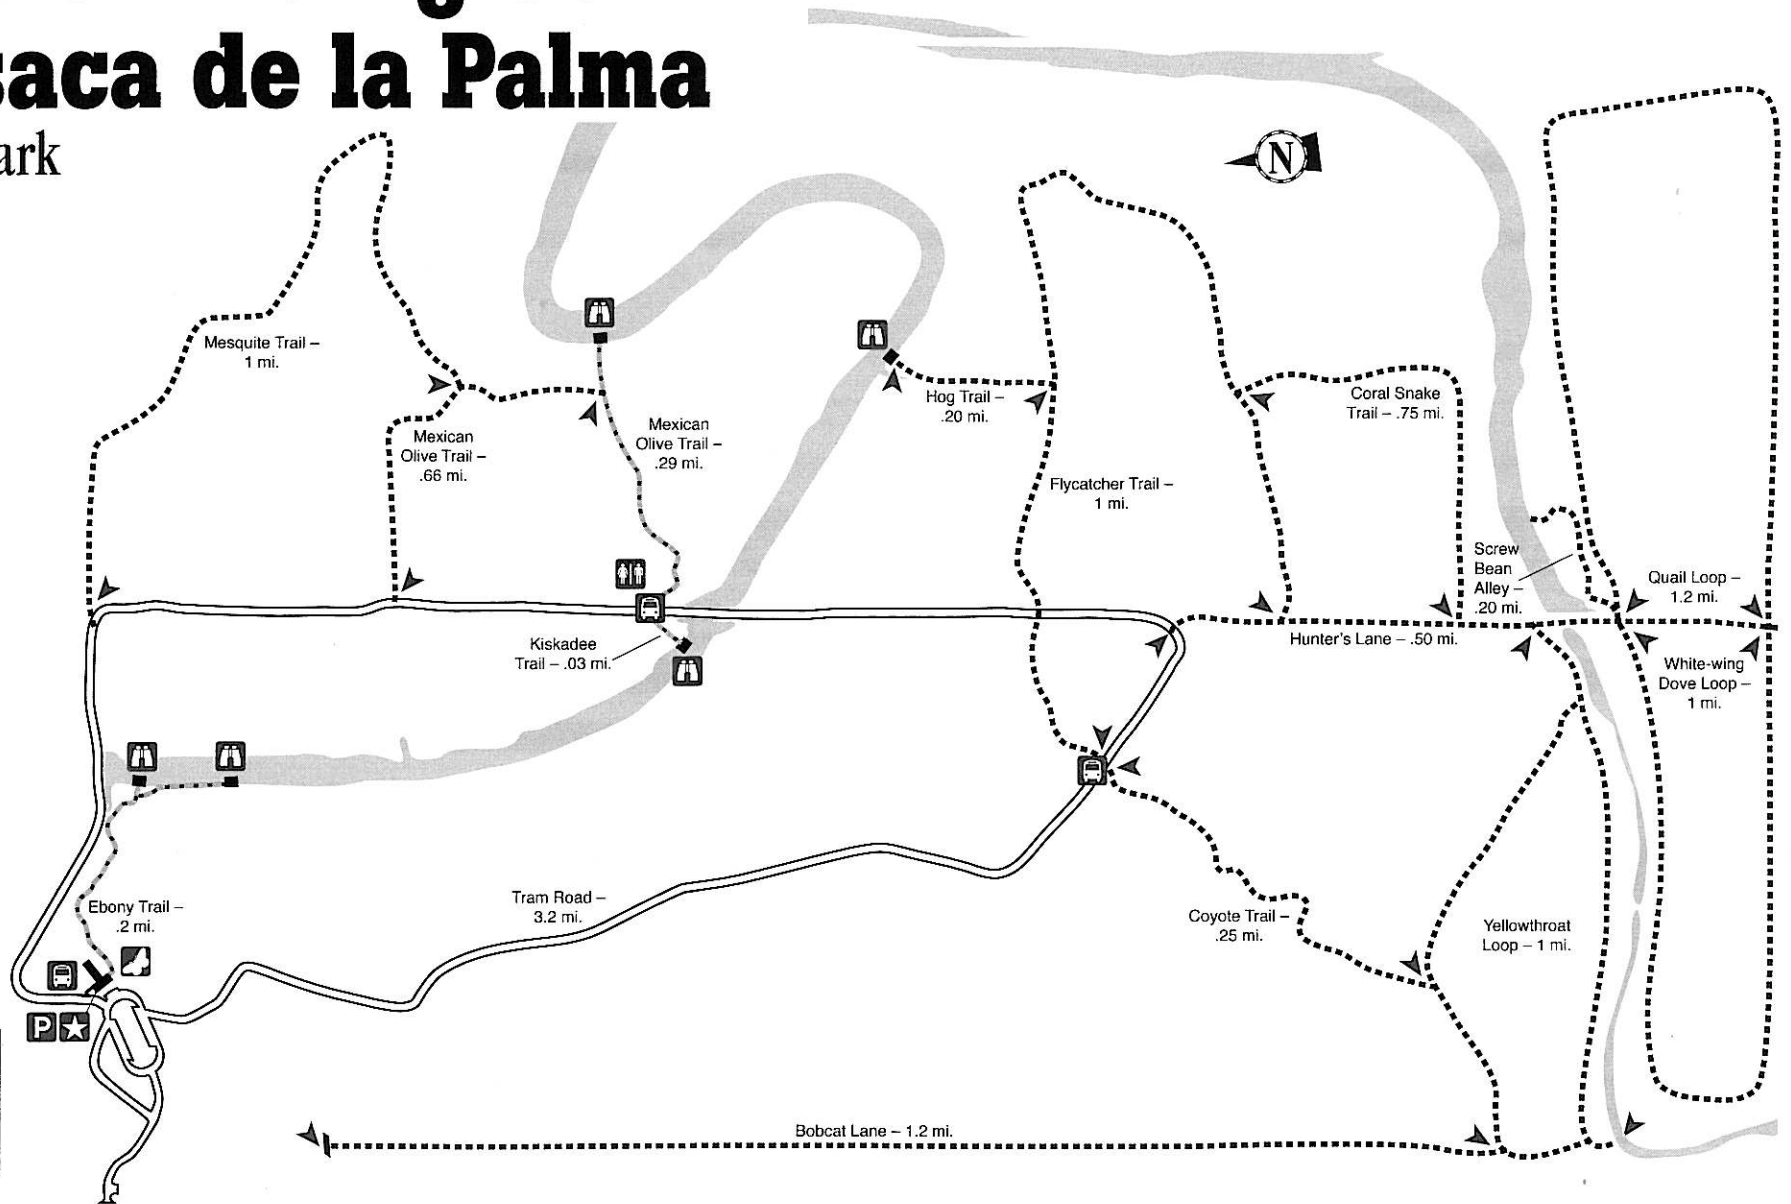 saca de la Palma
ark
N
Mesquite Trail –
1 mi.
Mexican
Olive Trail –
.66 mi.
Mexican
Olive Trail –
.29 mi.
Hog Trail –
.20 mi.
Coral Snake
Trail – .75 mi.
Flycatcher Trail –
1 mi.
Screw
Bean
Alley –
.20 mi.
Quail Loop –
1.2 mi.
Kiskadee
Trail – .03 mi.
Hunter's Lane – .50 mi.
White-wing
Dove Loop –
1 mi.
Ebony Trail –
.2 mi.
Tram Road –
3.2 mi.
Coyote Trail –
.25 mi.
Yellowthroat
Loop – 1 mi.
P
Bobcat Lane – 1.2 mi.